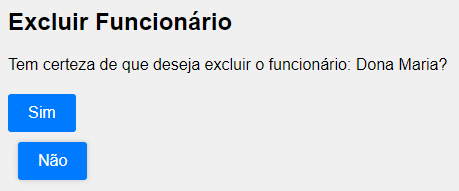 Excluir Funcionário
Tem certeza de que deseja excluir o funcionário: Dona Maria?
Sim
Não